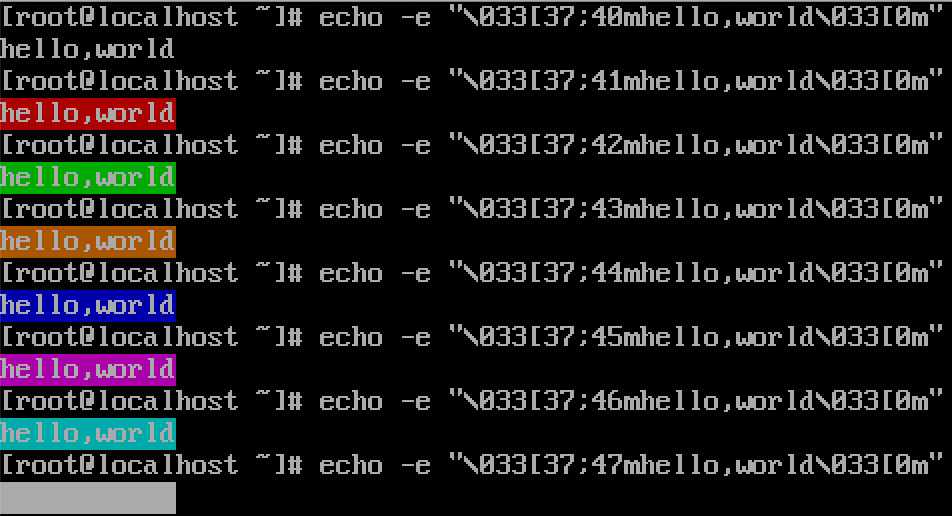 [root@localhost ~]# echo -e "\033[37;40mhello,world\033[0m"
hello,world
[root@localhost ~]# echo -e "\033[37;41mhello,world\033[0m"
hello,world
[root@localhost ~]# echo -e "\033[37;42mhello,world\033[0m"
hello,world
[root@localhost ~]# echo -e "\033[37;43mhello,world\033[0m"
hello,world
[root@localhost ~]# echo -e "\033[37;44mhello,world\033[0m"
hello,world
[root@localhost ~]# echo -e "\033[37;45mhello,world\033[0m"
hello,world
[root@localhost ~]# echo -e "\033[37;46mhello,world\033[0m"
hello,world
[root@localhost ~]# echo -e "\033[37;47mhello,world\033[0m"